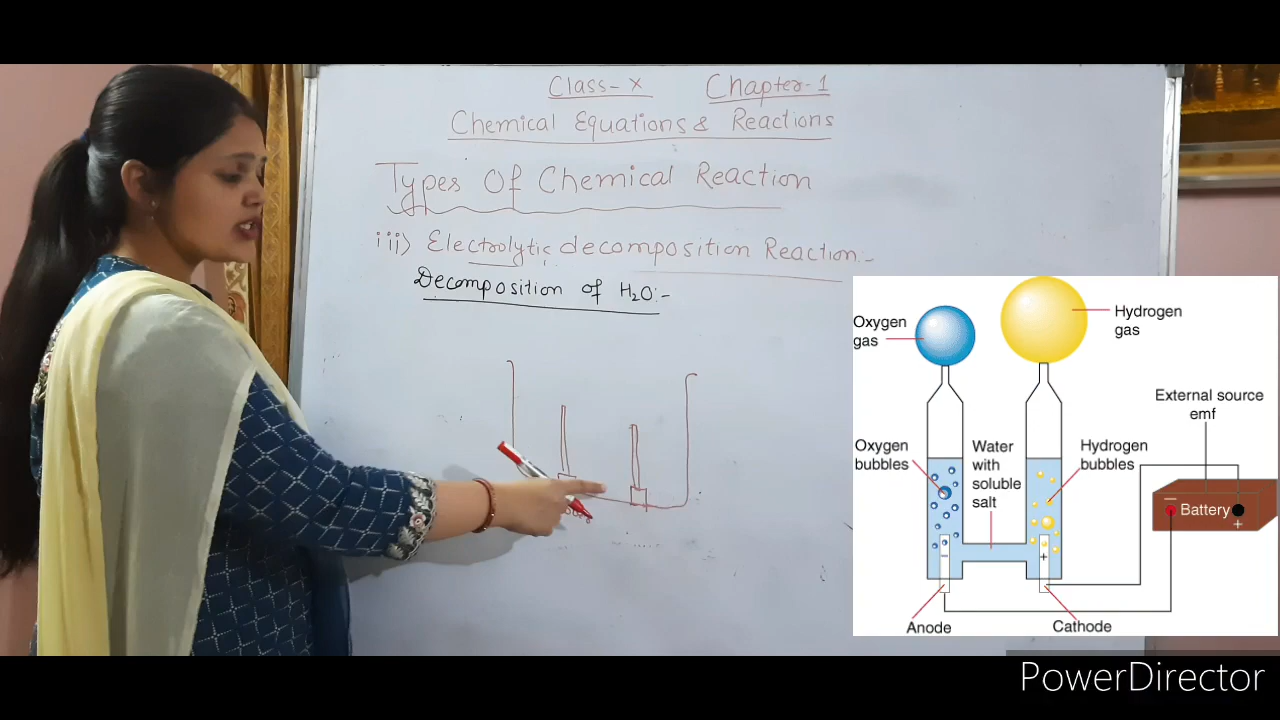 Class-X Chapter-1
Chemical Equations & Reactions
Types Of Chemical Reaction
iii) Electrolytic decomposition Reaction:-
Decomposition of H₂O:-
Oxygen gas
Hydrogen gas
External source emf
Oxygen bubbles
Water with soluble salt
Hydrogen bubbles
− Battery +
− +
Anode
Cathode
PowerDirector